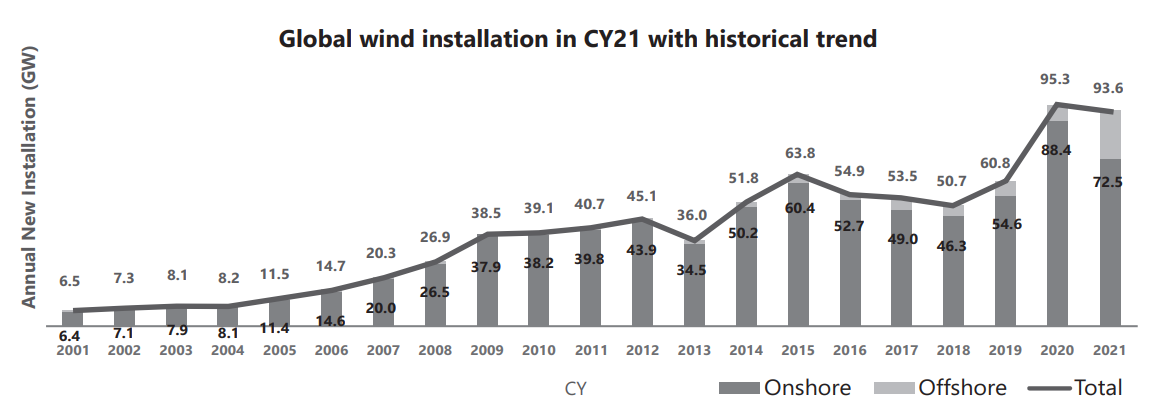 Global wind installation in CY21 with historical trend
Annual New Installation (GW)
6.5 7.3 8.1 8.2 11.5 14.7 20.3 26.9 38.5 39.1 40.7 45.1 36.0 51.8 63.8 54.9 53.5 50.7 60.8 95.3 93.6
6.4 7.1 7.9 8.1 11.4 14.6 20.0 26.5 37.9 38.2 39.8 43.9 34.5 50.2 60.4 52.7 49.0 46.3 54.6 88.4 72.5
2001 2002 2003 2004 2005 2006 2007 2008 2009 2010 2011 2012 2013 2014 2015 2016 2017 2018 2019 2020 2021
CY
Onshore Offshore Total